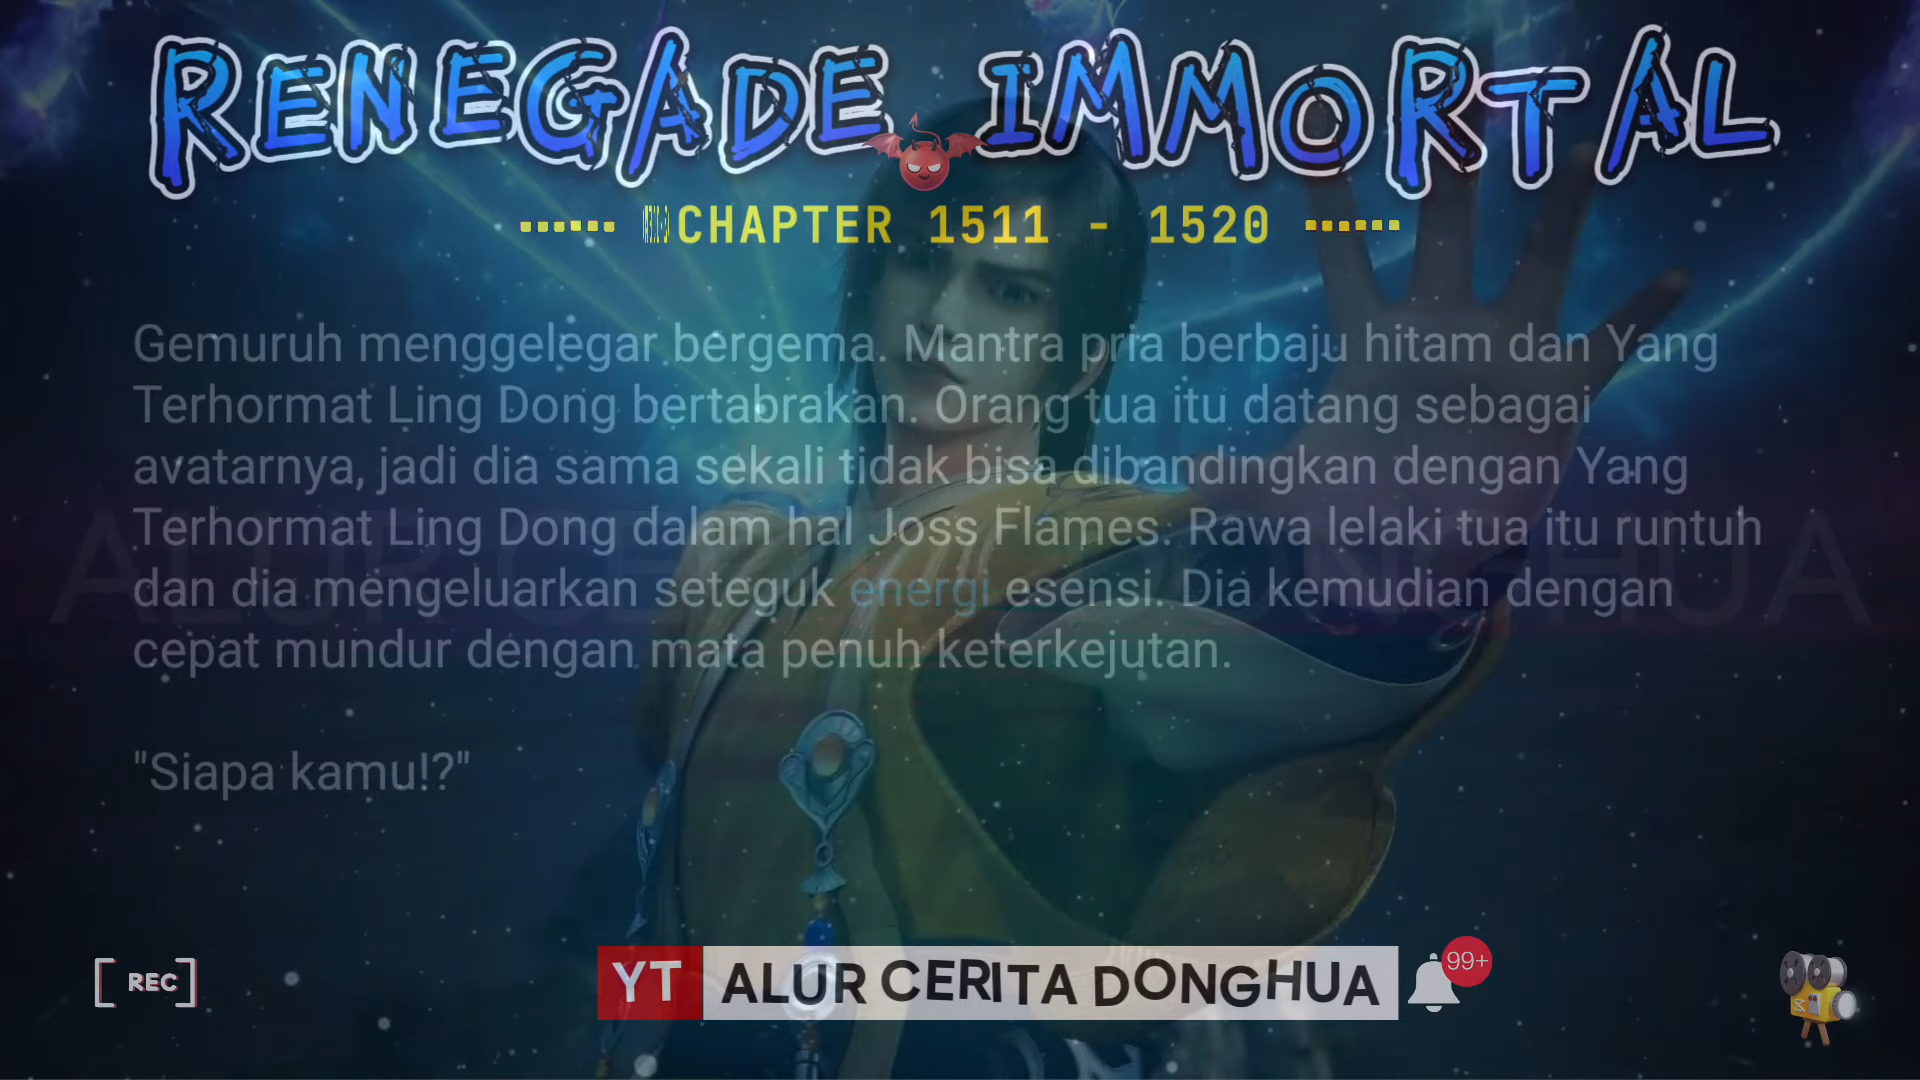 RENEGADE IMMORTAL
CHAPTER 1511 - 1520
Gemuruh menggelegar bergema. Mantra pria berbaju hitam dan Yang
Terhormat Ling Dong bertabrakan. Orang tua itu datang sebagai
avatarnya, jadi dia sama sekali tidak bisa dibandingkan dengan Yang
Terhormat Ling Dong dalam hal Joss Flames. Rawa lelaki tua itu runtuh
dan dia mengeluarkan seteguk energi esensi. Dia kemudian dengan
cepat mundur dengan mata penuh keterkejutan.
"Siapa kamu!?"
ALUR CERITA DONGHUA
REC
YT ALUR CERITA DONGHUA 99+